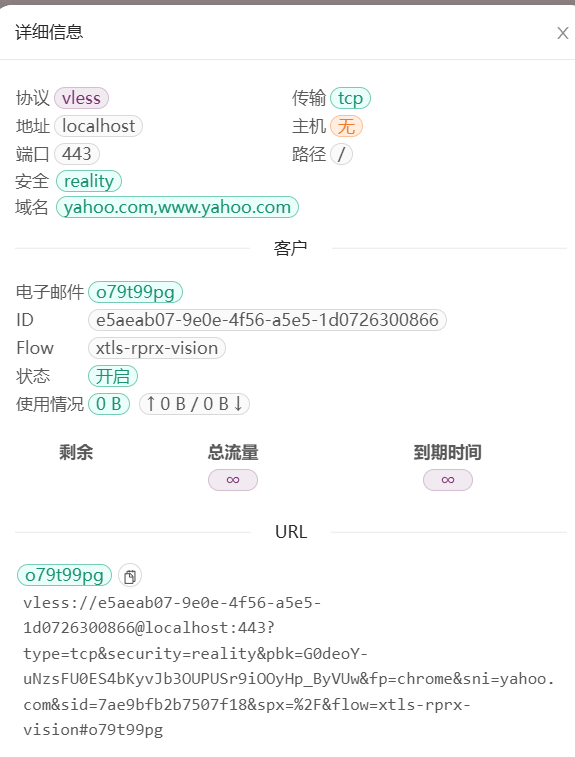 详细信息
协议 vless 传输 tcp
地址 localhost 主机 无
端口 443 路径 /
安全 reality
域名 yahoo.com,www.yahoo.com
客户
电子邮件 o79t99pg
ID e5aeab07-9e0e-4f56-a5e5-1d0726300866
Flow xtls-rprx-vision
状态 开启
使用情况 0 B ↑0 B / 0 B↓
剩余 总流量 到期时间
∞ ∞
URL
o79t99pg
vless://e5aeab07-9e0e-4f56-a5e5-
1d0726300866@localhost:443?
type=tcp&security=reality&pbk=G0deoY-
uNzsFU0ES4bKyvJb3OUPUSr9iOOyHp_ByVUw&fp=chrome&sni=yahoo.
com&sid=7ae9bfb2b7507f18&spx=%2F&flow=xtls-rprx-
vision#o79t99pg